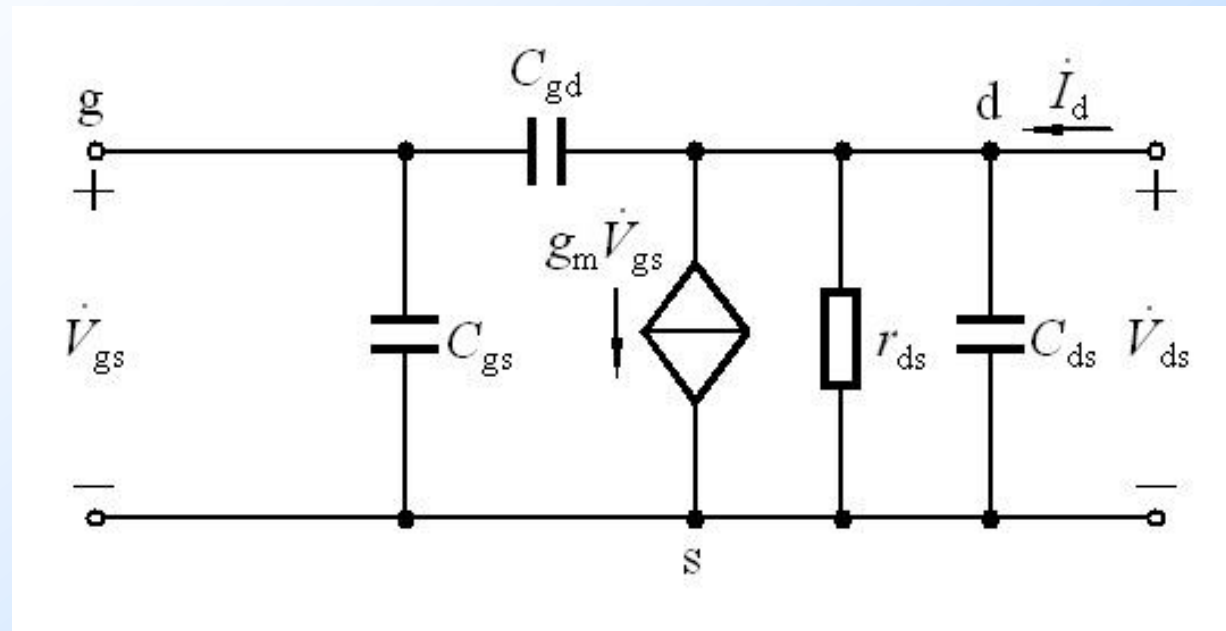 C_gd
g
d
İ_d
+
+
g_m V̇_gs
V̇_gs
C_gs
r_ds
C_ds
V̇_ds
−
−
s